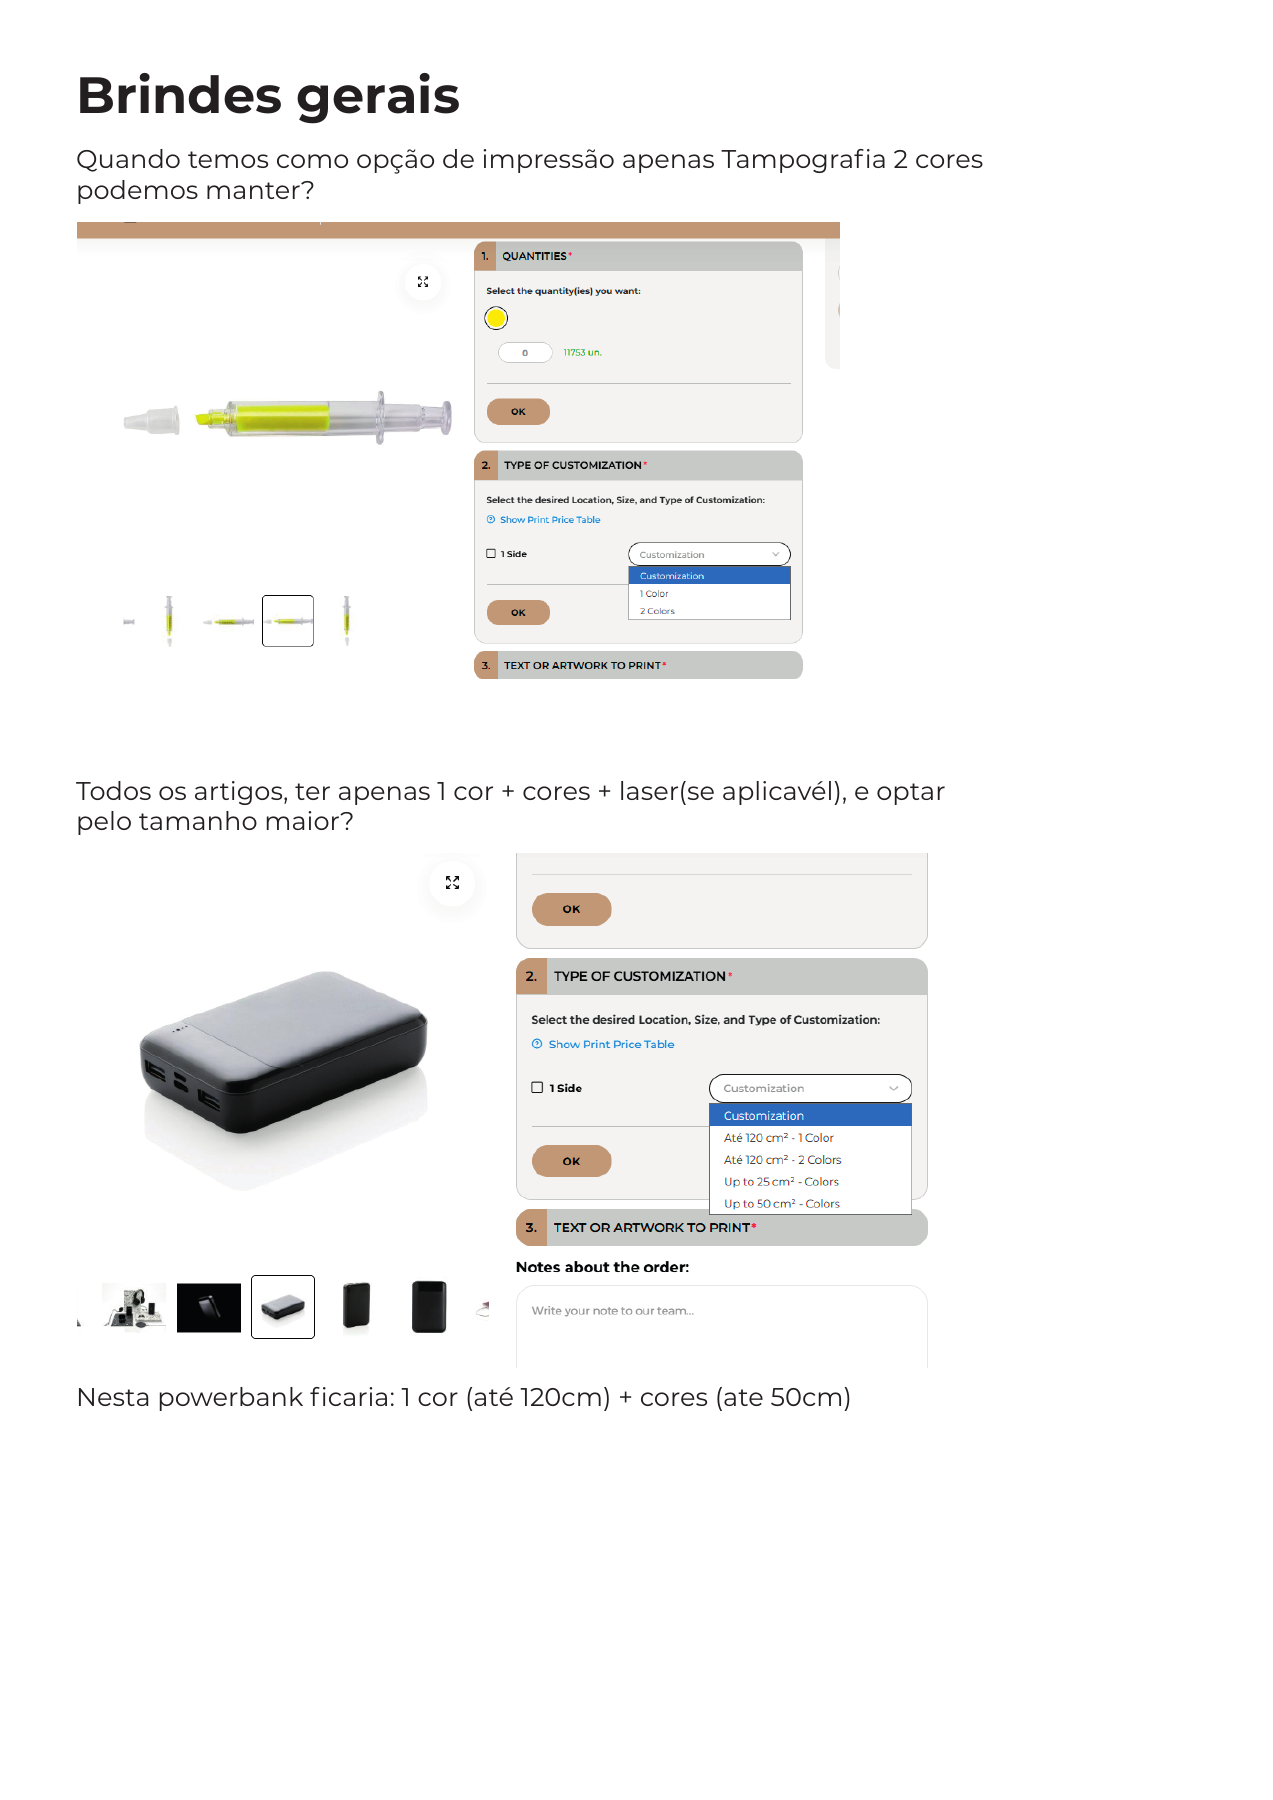 Brindes gerais
Quando temos como opção de impressão apenas Tampografia 2 cores
podemos manter?
1. QUANTITIES*
Select the quantity(ies) you want:
0 11753 un.
OK
2. TYPE OF CUSTOMIZATION*
Select the desired Location, Size, and Type of Customization:
Show Print Price Table
1 Side Customization
Customization
1 Color
2 Colors
OK
3. TEXT OR ARTWORK TO PRINT*
Todos os artigos, ter apenas 1 cor + cores + laser(se aplicavél), e optar
pelo tamanho maior?
OK
2. TYPE OF CUSTOMIZATION*
Select the desired Location, Size, and Type of Customization:
Show Print Price Table
1 Side Customization
Customization
Até 120 cm² - 1 Color
Até 120 cm² - 2 Colors
Up to 25 cm² - Colors
Up to 50 cm² - Colors
OK
3. TEXT OR ARTWORK TO PRINT*
Notes about the order:
Write your note to our team...
Nesta powerbank ficaria: 1 cor (até 120cm) + cores (ate 50cm)